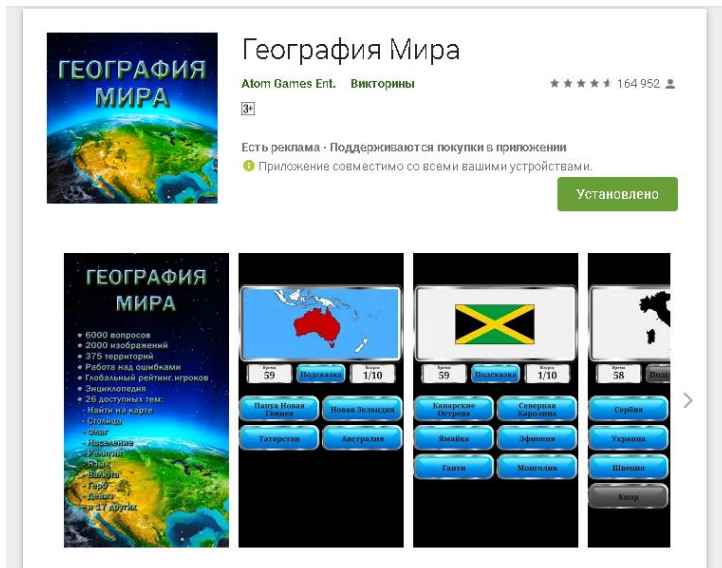 География Мира
ГЕОГРАФИЯ
МИРА
Atom Games Ent. Викторины
164 952
3+
Есть реклама · Поддерживаются покупки в приложении
Приложение совместимо со всеми вашими устройствами.
Установлено
ГЕОГРАФИЯ
МИРА
6000 вопросов
2000 изображений
375 территорий
Работа над ошибками
Глобальный рейтинг игроков
Энциклопедия
26 доступных тем:
- Найти на карте
- Столица
- Флаг
- Население
- Религия
- Язык
- Валюта
- Герб
- Девиз
- и 17 других
Время
59
Подсказка
Вопрос
1/10
Папуа Новая
Гвинея
Новая Зеландия
Татарстан
Австралия
Время
59
Подсказка
Вопрос
1/10
Канарские
Острова
Северная
Каролина
Ямайка
Эфиопия
Гаити
Монголия
Время
58
Сербия
Украина
Швеция
Кипр